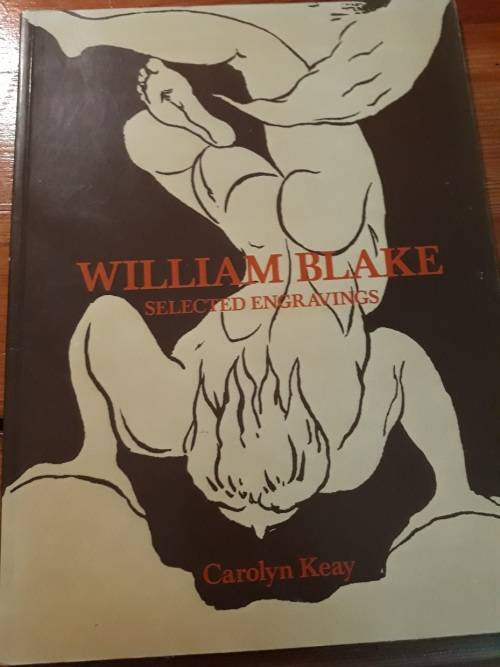 WILLIAM BLAKE
SELECTED ENGRAVINGS
Carolyn Keay